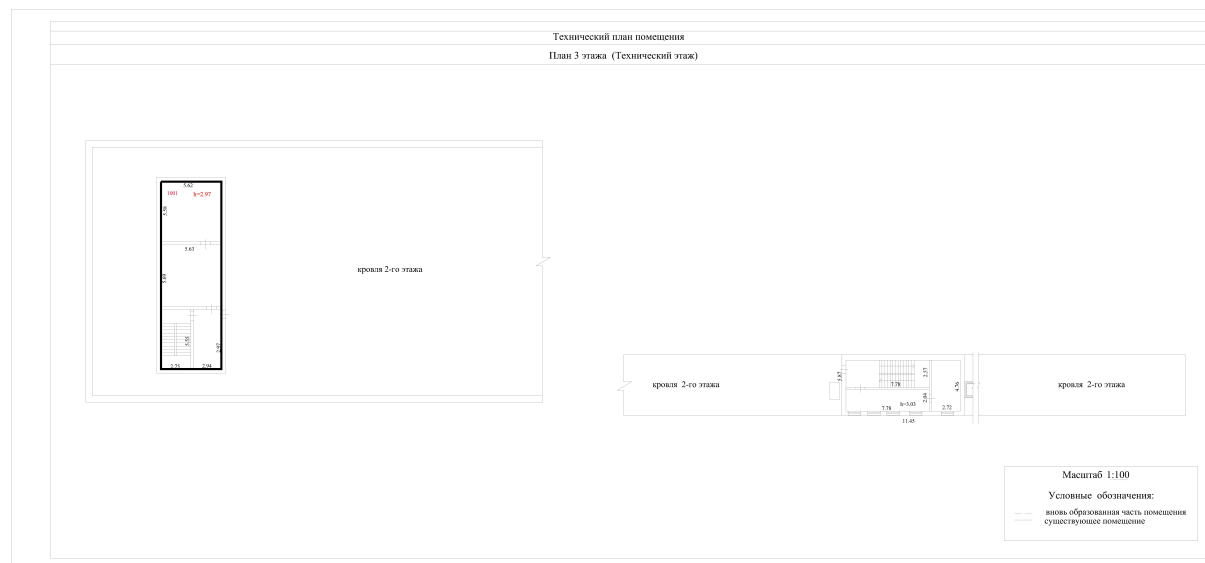 Технический план помещения
План 3 этажа (Технический этаж)
5.62
1001 h=2.97
5.58
5.63
5.69
5.55
2.97
2.75 2.94
кровля 2-го этажа
кровля 2-го этажа
5.87
7.78
2.57
4.76
2.04
h=3.03
7.78
2.72
11.45
кровля 2-го этажа
Масштаб 1:100
Условные обозначения:
вновь образованная часть помещения
существующее помещение